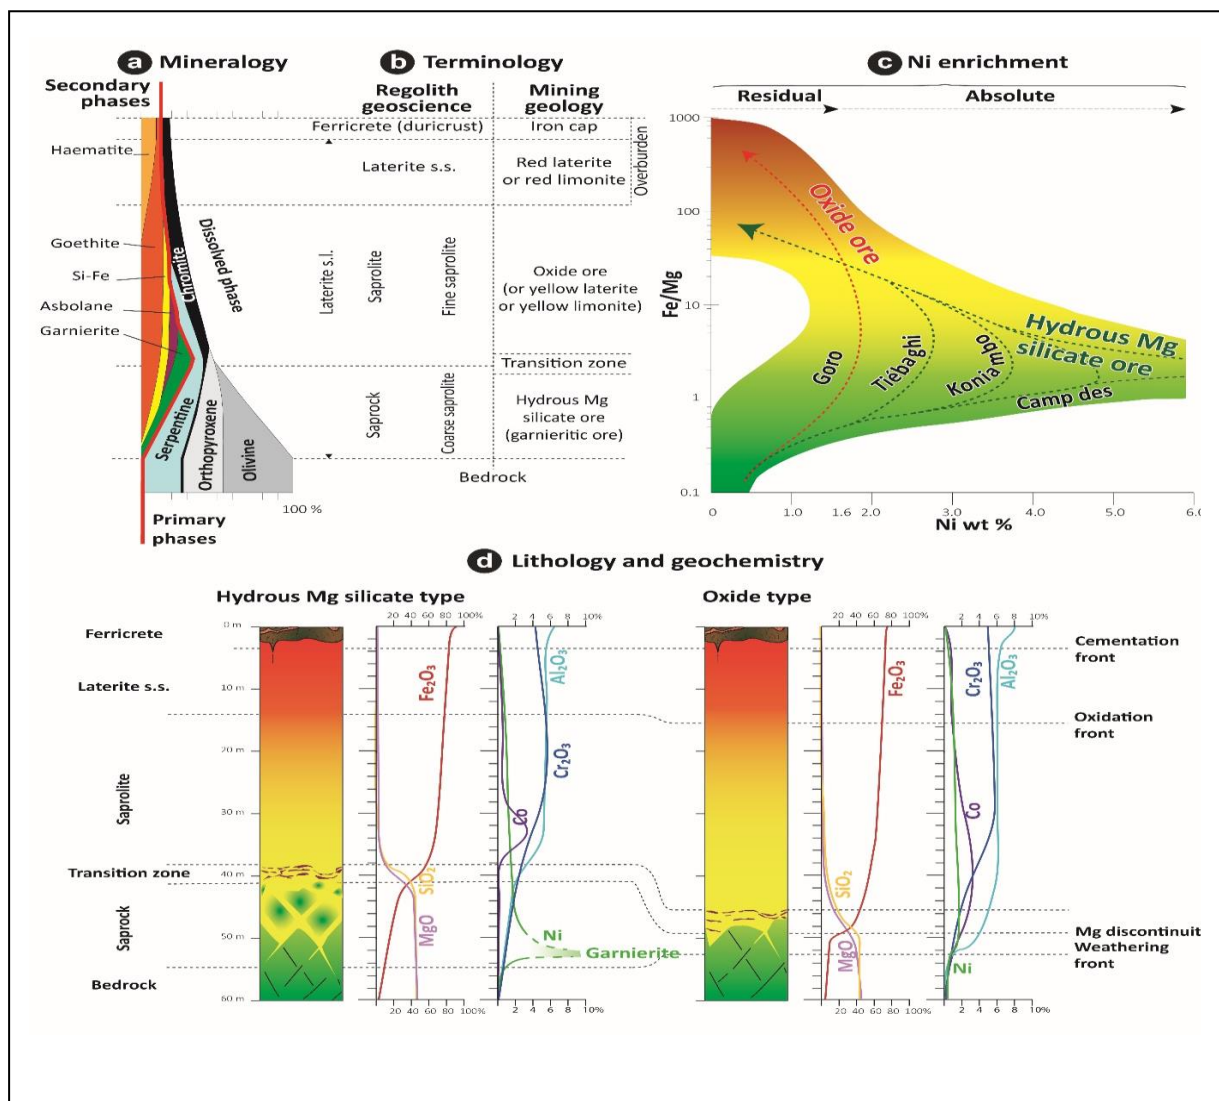 a Mineralogy
Secondary
phases
Haematite
Goethite
Si-Fe
Asbolane
Garnierite
Chromite
Dissolved phase
Serpentine
Orthopyroxene
Olivine
100 %
Primary
phases
b Terminology
Regolith
geoscience
Mining
geology
Ferricrete (duricrust)
Iron cap
Laterite s.s.
Red laterite
or red limonite
Overburden
Laterite s.l.
Saprolite
Fine saprolite
Oxide ore
(or yellow laterite
or yellow limonite)
Transition zone
Saprock
Coarse saprolite
Hydrous Mg
silicate ore
(garnieritic ore)
Bedrock
c Ni enrichment
Residual
Absolute
1000
100
10
1
0.1
Fe/Mg
Oxide ore
Hydrous Mg
silicate ore
Goro
Tiébaghi
Koniambo
Camp des
0 1.0 1.6 2.0 3.0 4.0 5.0 6.0
Ni wt %
d Lithology and geochemistry
Hydrous Mg silicate type
Oxide type
20 40 60 80 100%
2 4 6 8 10%
20 40 60 80 100%
2 4 6 8 10%
Ferricrete
Laterite s.s.
Saprolite
Transition zone
Saprock
Bedrock
0 m
10 m
20 m
30 m
40 m
50 m
60 m
Fe₂O₃
SiO₂
MgO
Al₂O₃
Cr₂O₃
Co
Ni
Garnierite
Fe₂O₃
SiO₂
MgO
Cr₂O₃
Al₂O₃
Co
Ni
Cementation
front
Oxidation
front
Mg discontinuit
Weathering
front
20 40 60 80 100%
2 4 6 8 10%
20 40 60 80 100%
2 4 6 8 10%